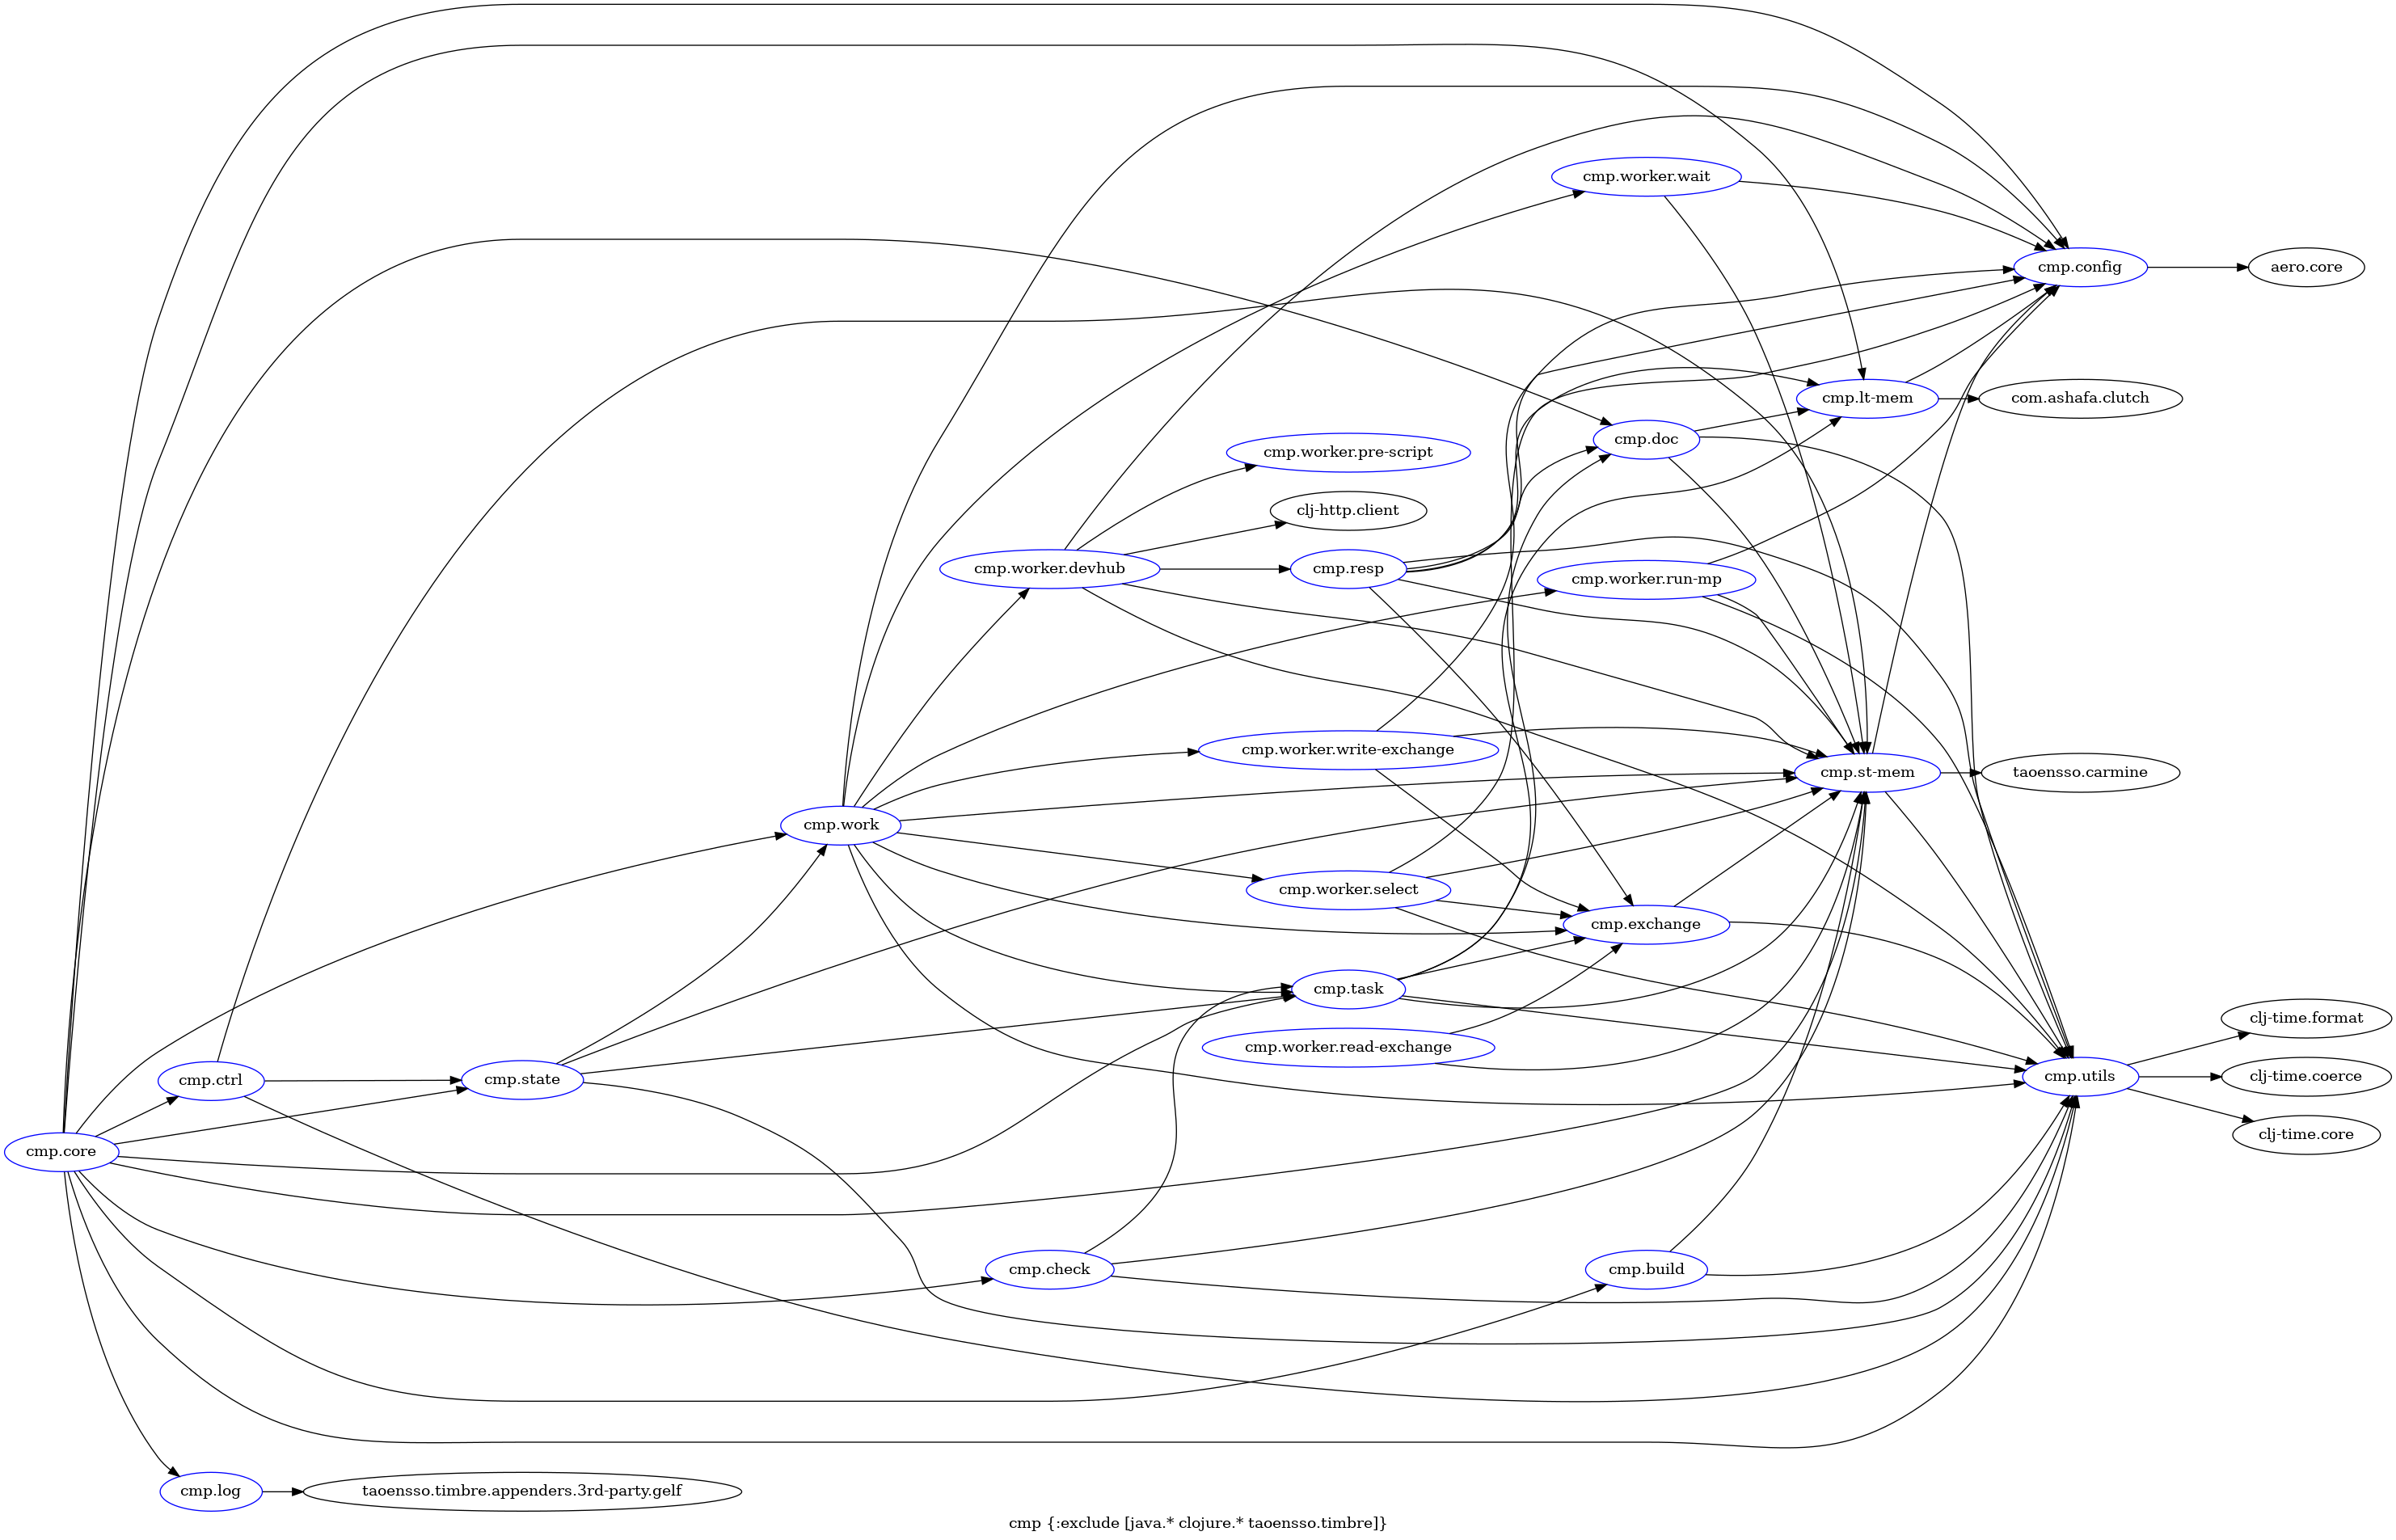 cmp.worker.wait
cmp.config
aero.core
cmp.lt-mem
com.ashafa.clutch
cmp.doc
cmp.worker.pre-script
clj-http.client
cmp.worker.devhub
cmp.resp
cmp.worker.run-mp
cmp.worker.write-exchange
cmp.st-mem
taoensso.carmine
cmp.work
cmp.worker.select
cmp.exchange
cmp.task
clj-time.format
cmp.worker.read-exchange
cmp.ctrl
cmp.state
cmp.utils
clj-time.coerce
clj-time.core
cmp.core
cmp.check
cmp.build
cmp.log
taoensso.timbre.appenders.3rd-party.gelf
cmp {:exclude [java.* clojure.* taoensso.timbre]}